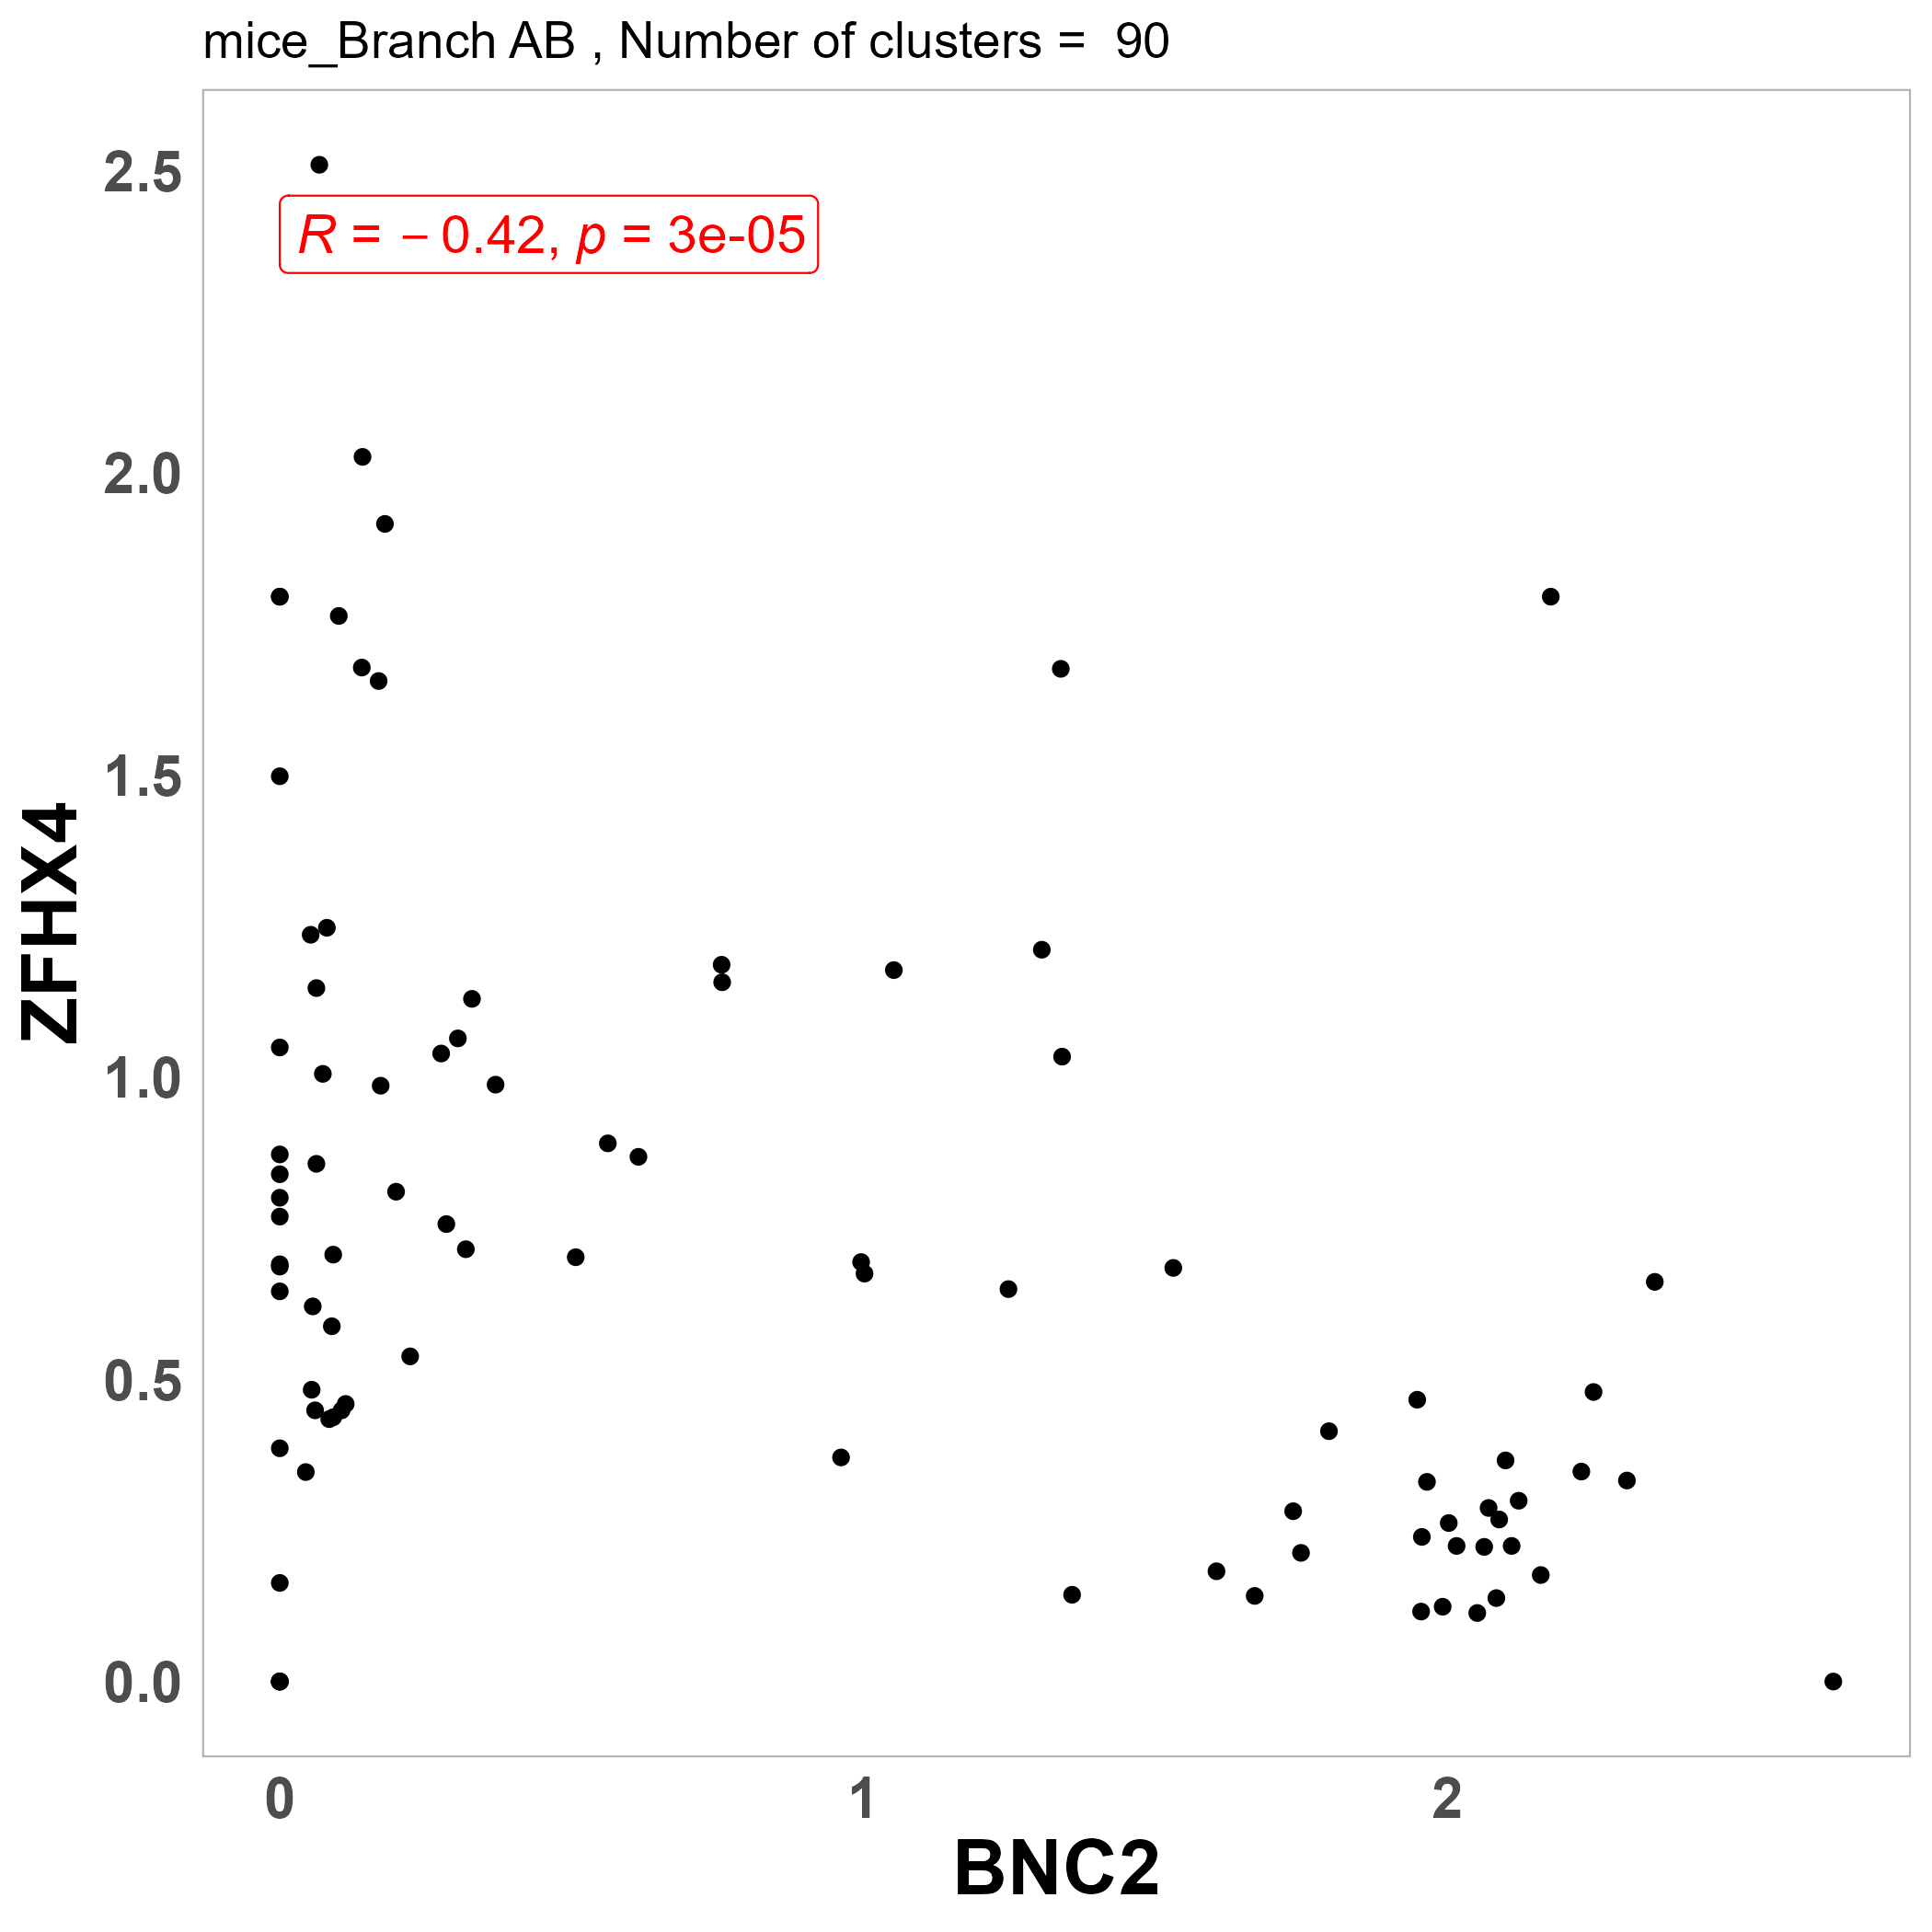 mice_Branch AB , Number of clusters =  90
2.5
R = − 0.42, p = 3e-05
2.0
1.5
ZFHX4
1.0
0.5
0.0
0 1 2
BNC2